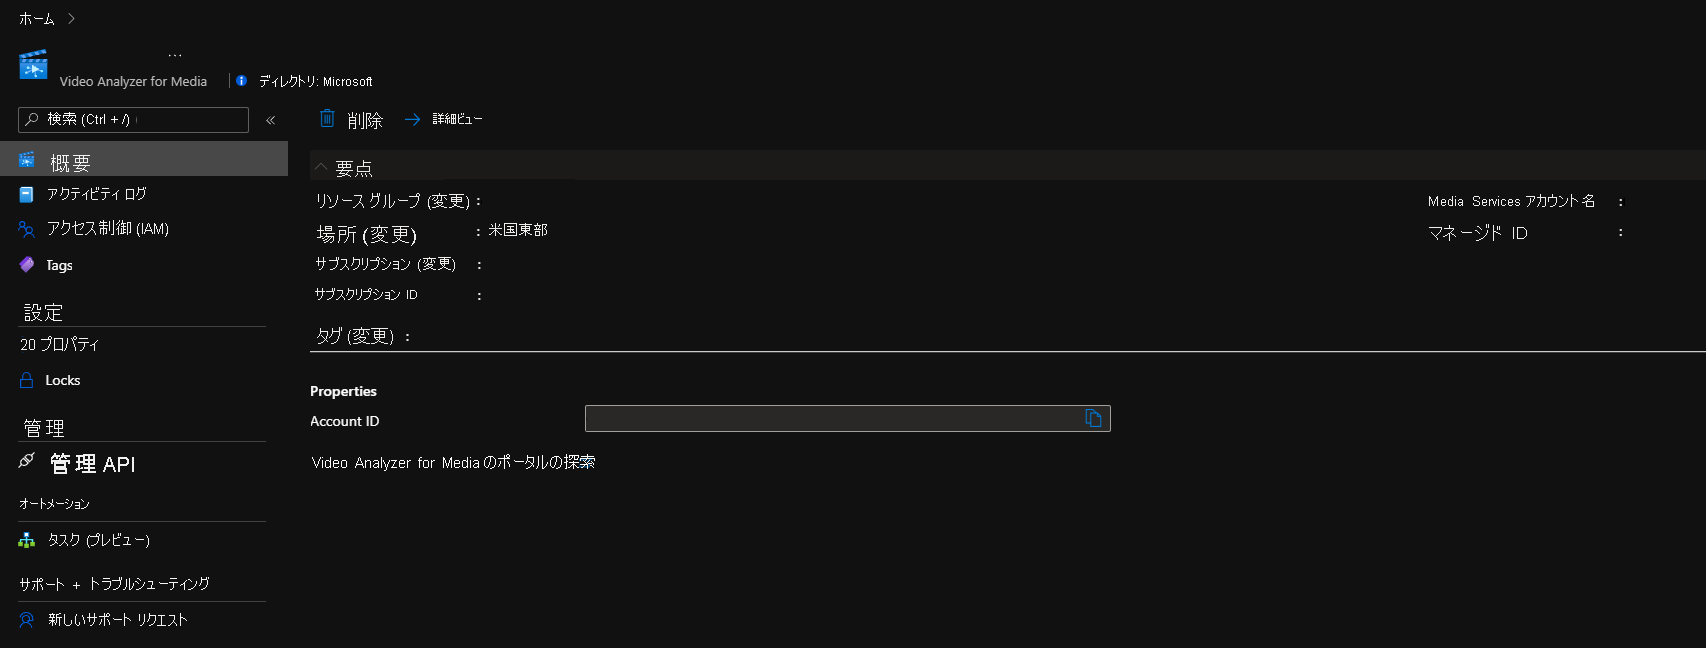 ホーム >
...
Video Analyzer for Media
ディレクトリ: Microsoft
検索 (Ctrl + /)
«
削除
詳細ビュー
概要
アクティビティ ログ
アクセス制御 (IAM)
Tags
設定
20 プロパティ
Locks
管理
管理 API
オートメーション
タスク (プレビュー)
サポート + トラブルシューティング
新しいサポート リクエスト
要点
リソース グループ (変更) :
場所 (変更) : 米国東部
サブスクリプション (変更) :
サブスクリプション ID :
タグ (変更) :
Media Services アカウント名 :
マネージド ID :
Properties
Account ID
Video Analyzer for Mediaのポータルの探索